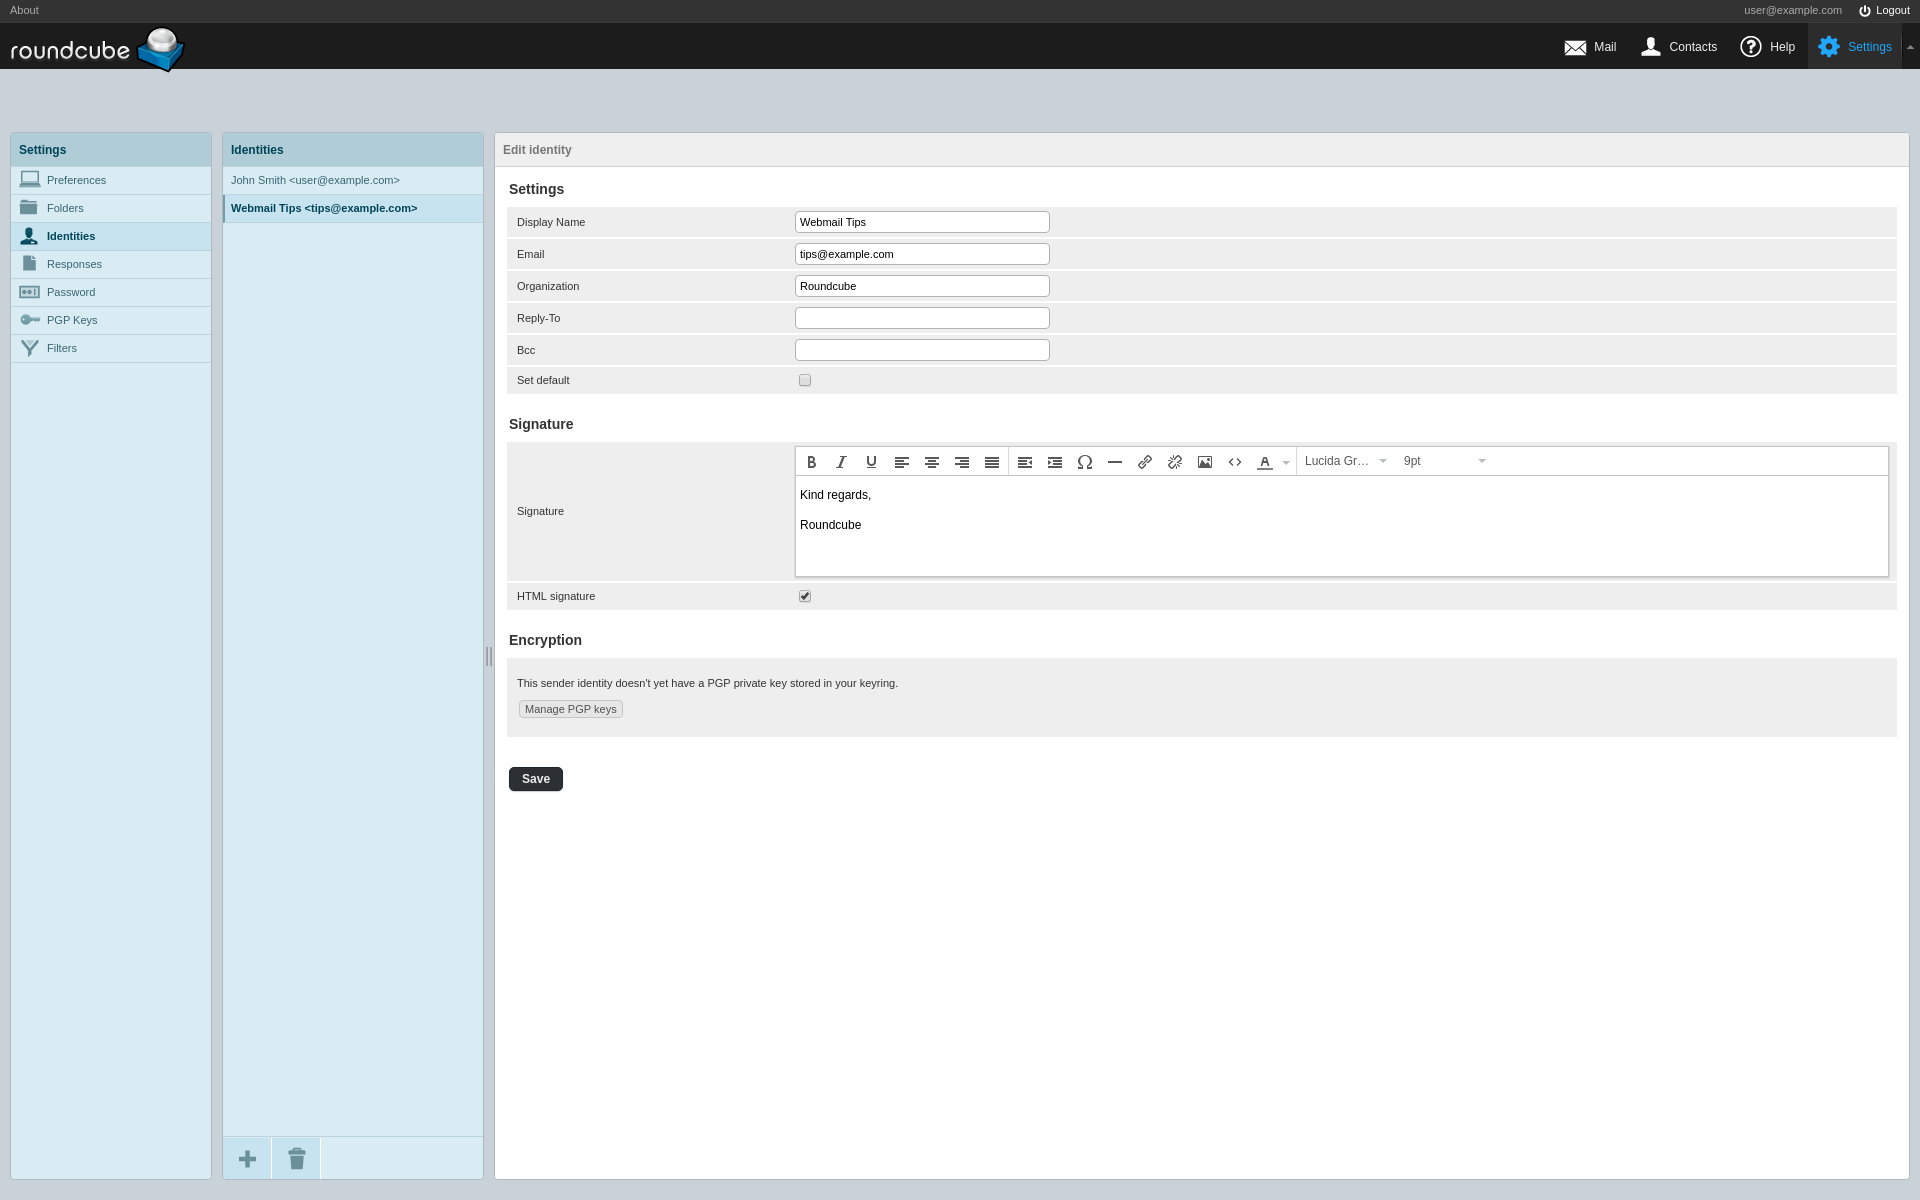 About
user@example.com
Logout
roundcube
Mail
Contacts
Help
Settings
Settings
Preferences
Folders
Identities
Responses
Password
PGP Keys
Filters
Identities
John Smith <user@example.com>
Webmail Tips <tips@example.com>
Edit identity
Settings
Display Name
Webmail Tips
Email
tips@example.com
Organization
Roundcube
Reply-To
Bcc
Set default
Signature
Lucida Gr...
9pt
Signature
Kind regards,
Roundcube
HTML signature
Encryption
This sender identity doesn't yet have a PGP private key stored in your keyring.
Manage PGP keys
Save